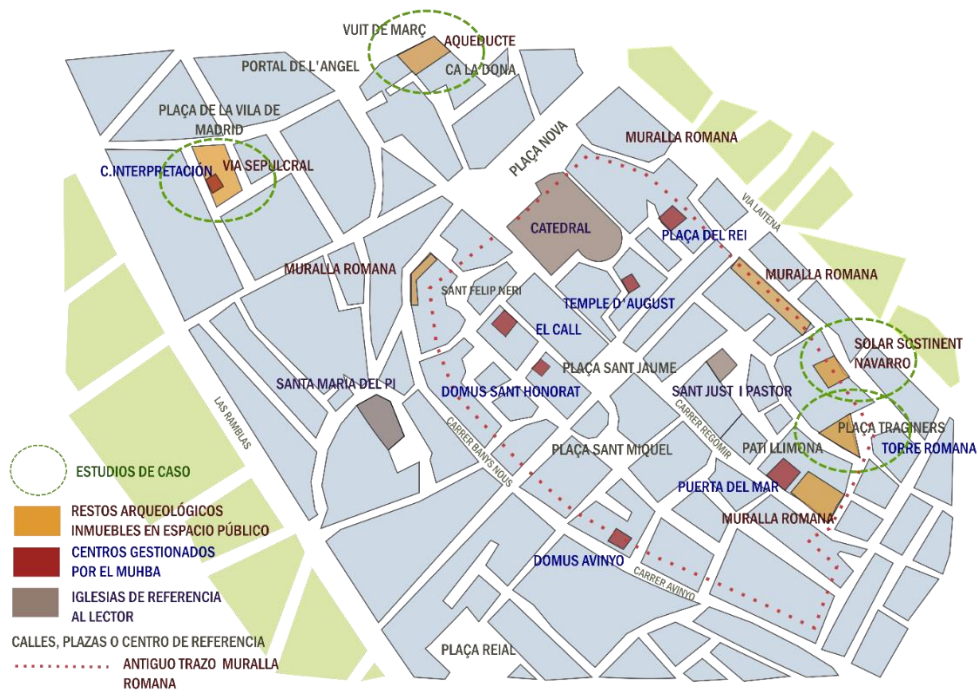 VUIT DE MARÇ
AQUEDUCTE
PORTAL DE L'ANGEL
CA LA DONA
PLAÇA DE LA VILA DE
MADRID
C.INTERPRETACIÓN
VIA SEPULCRAL
PLAÇA NOVA
MURALLA ROMANA
VIA LAITENA
CATEDRAL
PLAÇA DEL REI
MURALLA ROMANA
MURALLA ROMANA
SANT FELIP NERI
TEMPLE D'AUGUST
EL CALL
SOLAR SOSTINENT
NAVARRO
PLAÇA SANT JAUME
SANTA MARIA DEL PI
DOMUS SANT HONORAT
SANT JUST I PASTOR
LAS RAMBLAS
CARRER BANYS NOUS
CARRER REGOMIR
PLAÇA TRAGINERS
PLAÇA SANT MIQUEL
PATI LLIMONA
TORRE ROMANA
PUERTA DEL MAR
MURALLA ROMANA
DOMUS AVINYO
CARRER AVINYO
PLAÇA REIAL
ESTUDIOS DE CASO
RESTOS ARQUEOLÓGICOS
INMUEBLES EN ESPACIO PÚBLICO
CENTROS GESTIONADOS
POR EL MUHBA
IGLESIAS DE REFERENCIA
AL LECTOR
CALLES, PLAZAS O CENTRO DE REFERENCIA
ANTIGUO TRAZO MURALLA
ROMANA